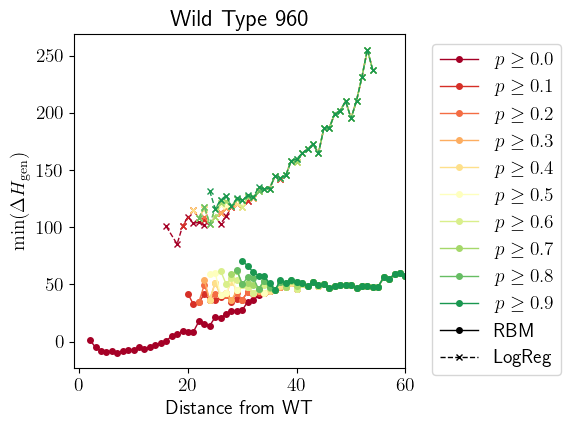 Wild Type 960
min(ΔH_gen)
250
200
150
100
50
0
0 20 40 60
Distance from WT
p ≥ 0.0
p ≥ 0.1
p ≥ 0.2
p ≥ 0.3
p ≥ 0.4
p ≥ 0.5
p ≥ 0.6
p ≥ 0.7
p ≥ 0.8
p ≥ 0.9
RBM
LogReg